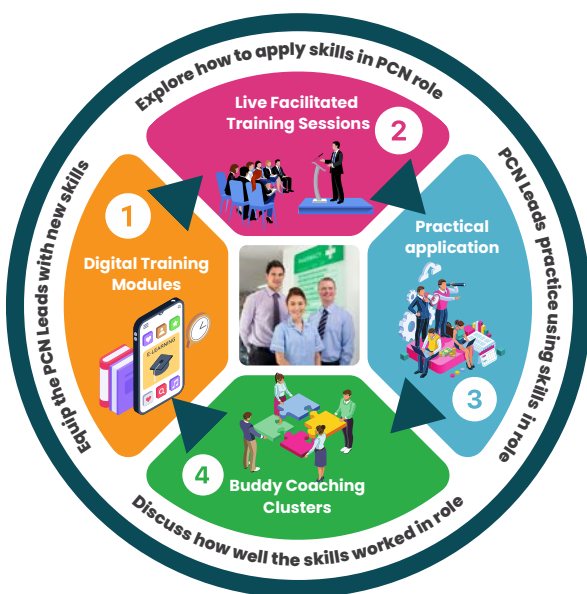 Explore how to apply skills in PCN role
Live Facilitated
Training Sessions
2
Equip the PCN Leads with new skills
1
Digital Training
Modules
E-LEARNING
PHARMACY
Practical
application
3
PCN Leads practice using skills in role
4
Buddy Coaching
Clusters
Discuss how well the skills worked in role